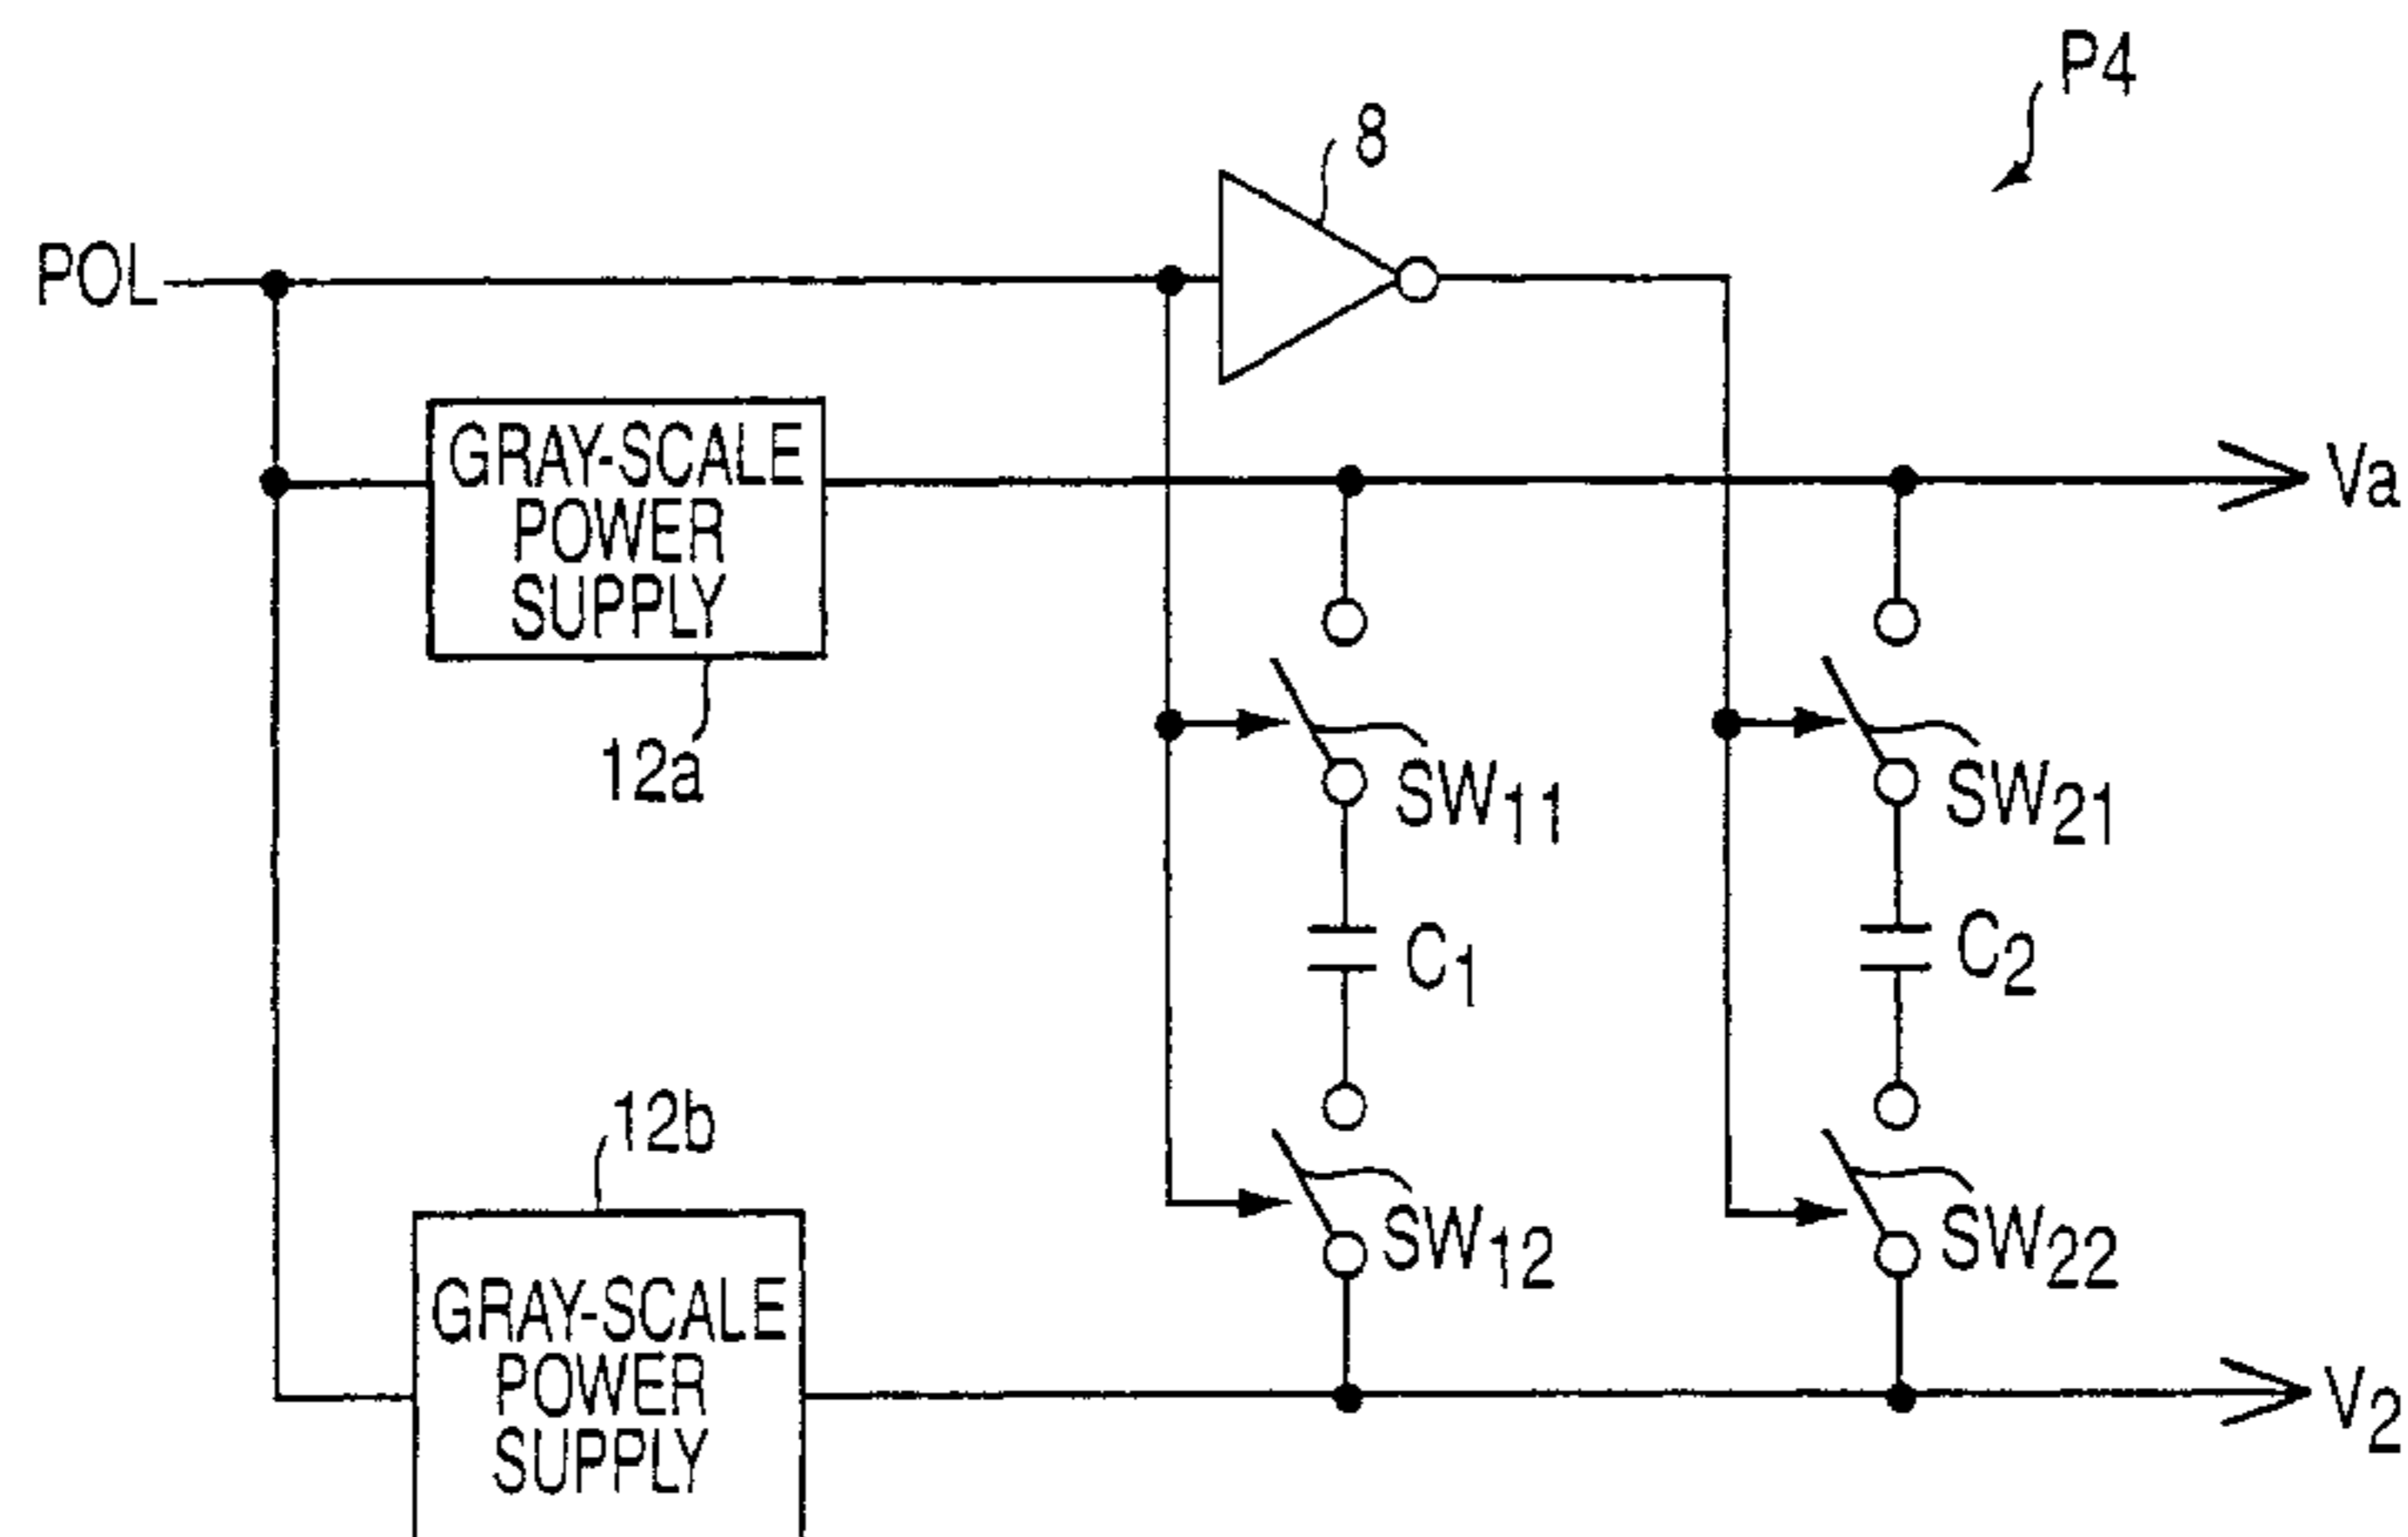 P4
8
POL
GRAY-SCALE
POWER
SUPPLY
Va
12a
SW11
SW21
C1
C2
12b
SW12
SW22
GRAY-SCALE
POWER
SUPPLY
V2